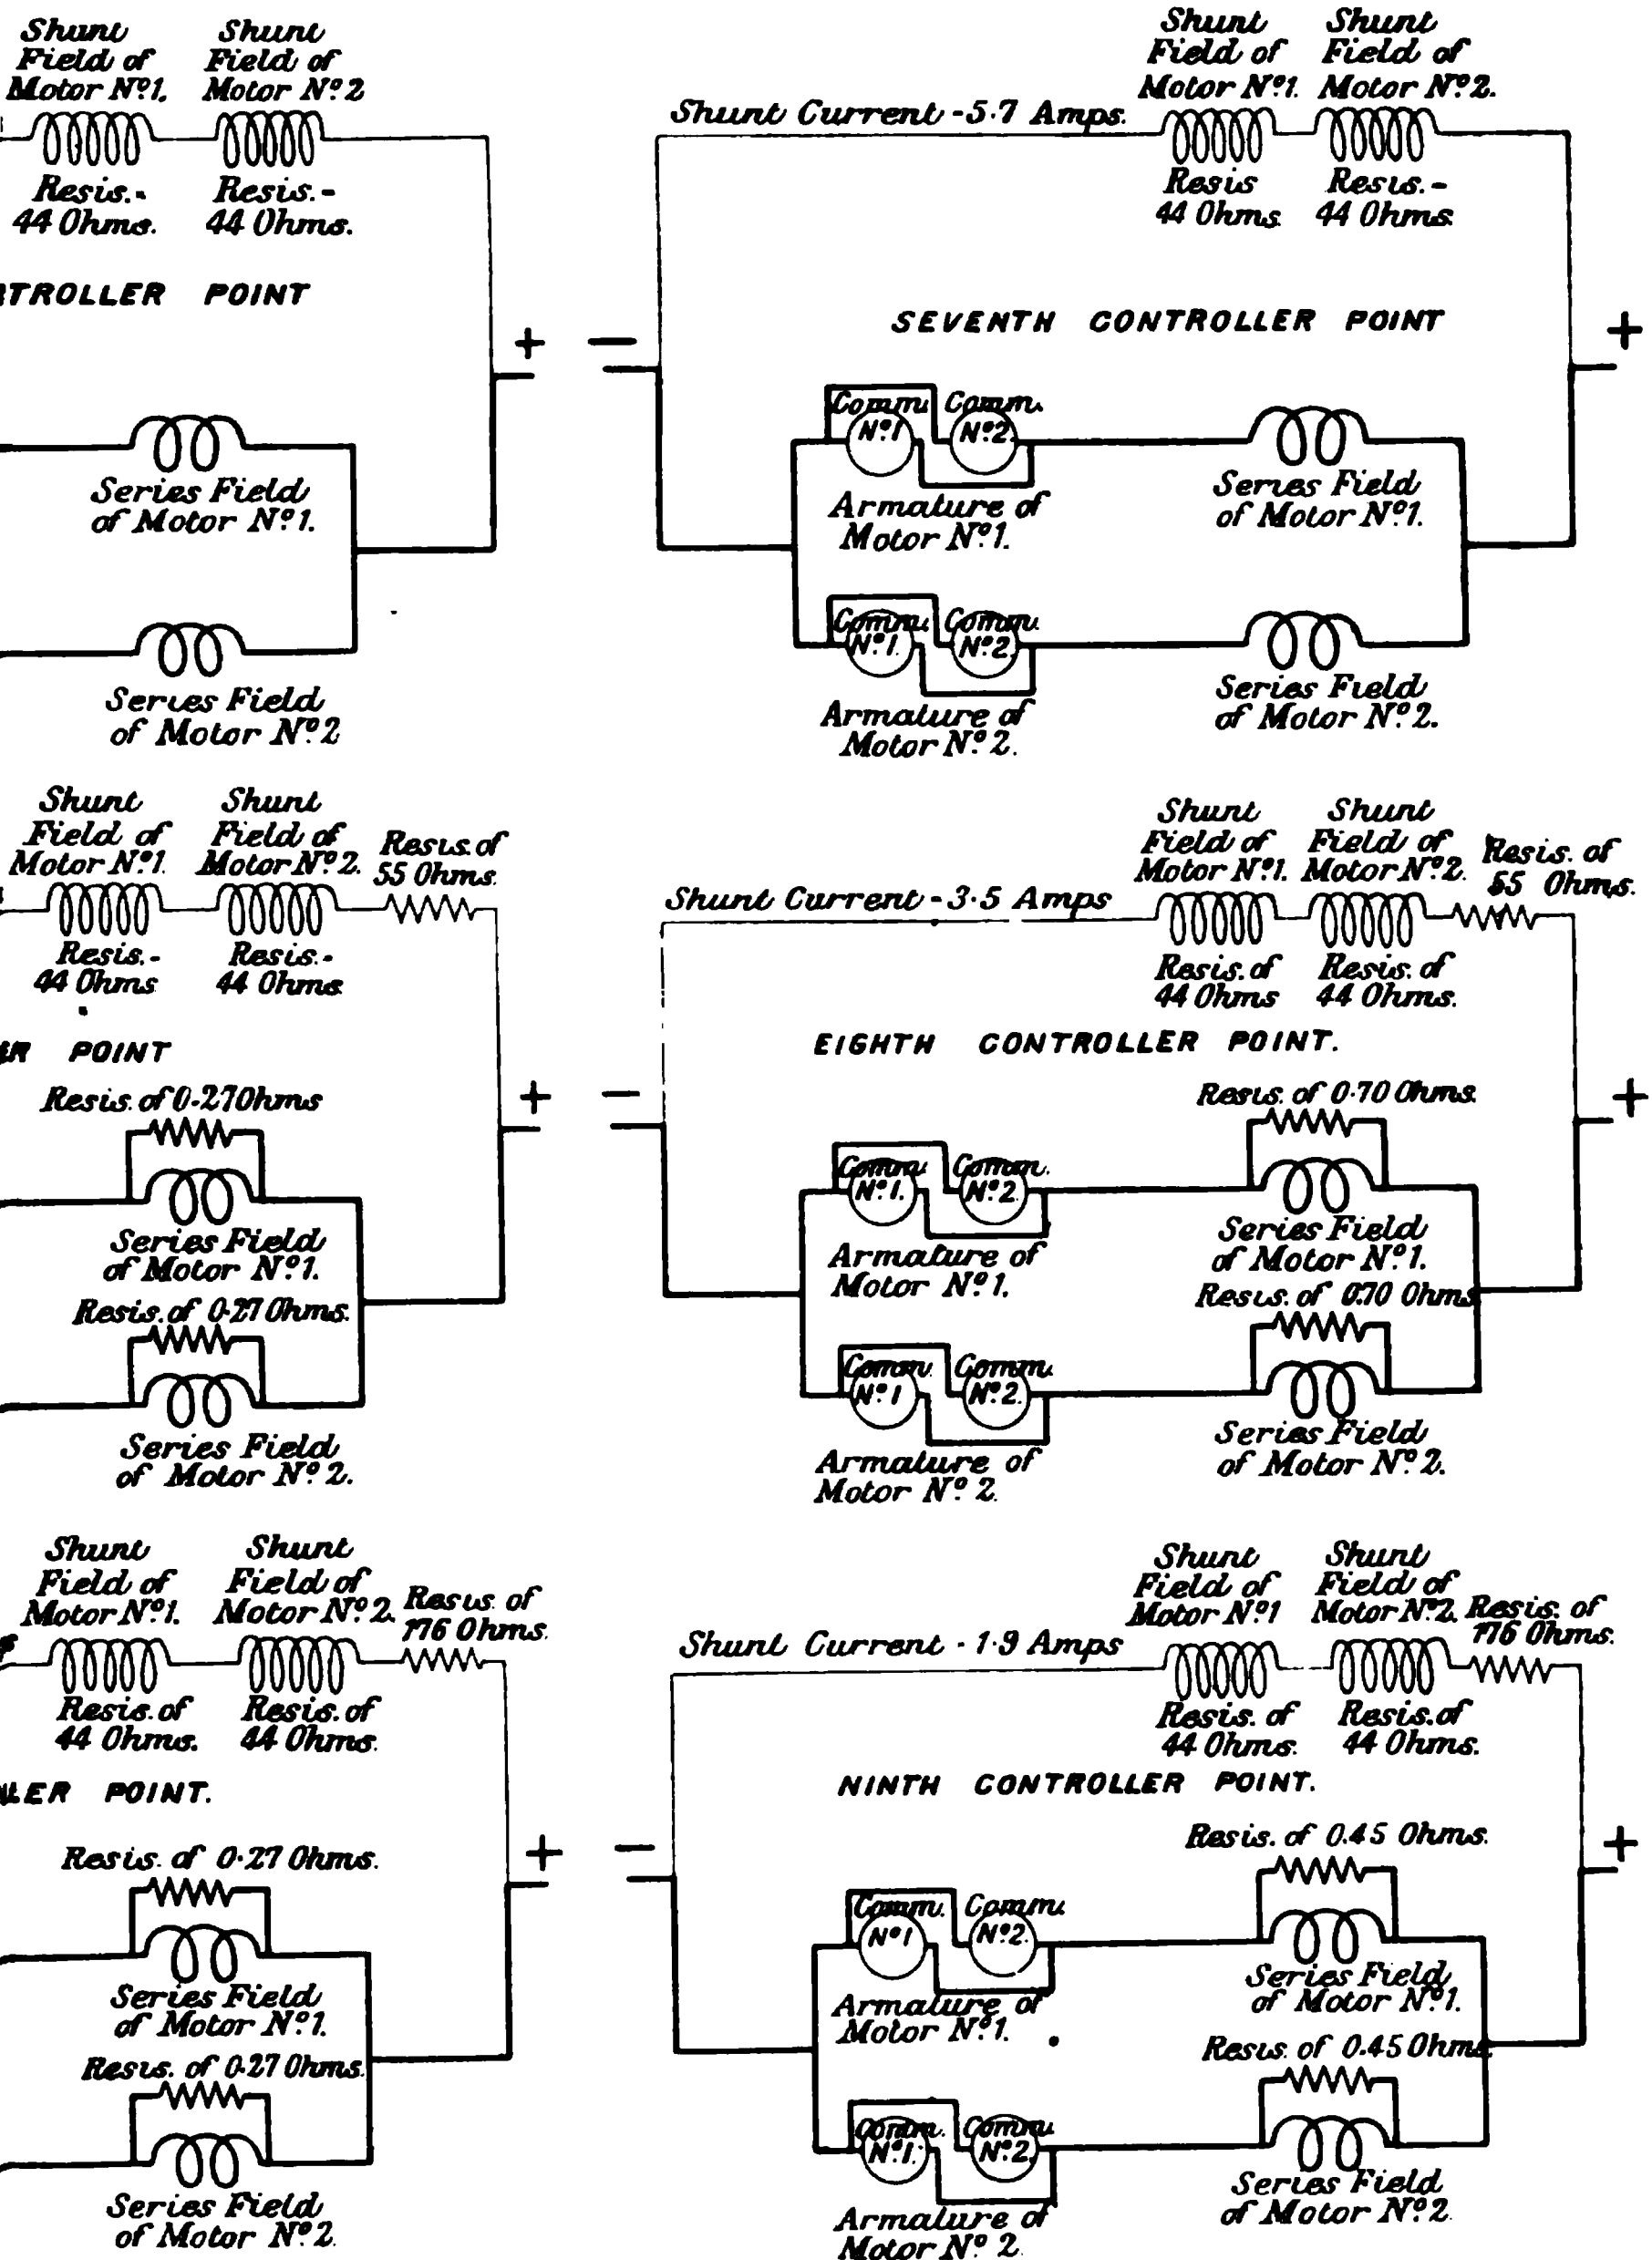 Shunt
Field of
Motor Nº1.
Shunt
Field of
Motor Nº2
Resis.-
44 Ohms.
Resis.-
44 Ohms.
POINT
+
Series Field
of Motor Nº1.
Series Field
of Motor Nº2
Shunt Current - 5.7 Amps.
Shunt
Field of
Motor Nº1.
Shunt
Field of
Motor Nº2.
Resis
44 Ohms
Resis.-
44 Ohms
SEVENTH CONTROLLER POINT
−
+
Comm.
Nº1
Comm.
Nº2.
Armature of
Motor Nº1.
Series Field
of Motor Nº1.
Comm.
Nº1.
Comm.
Nº2.
Armature of
Motor Nº2.
Series Field
of Motor Nº2.
Shunt
Field of
Motor Nº1.
Shunt
Field of
Motor Nº2.
Resis. of
55 Ohms.
Resis.-
44 Ohms
Resis.-
44 Ohms
POINT
Resis. of 0.27 Ohms
+
Series Field
of Motor Nº1.
Resis. of 0.27 Ohms.
Series Field
of Motor Nº2.
Shunt Current - 3.5 Amps
Shunt
Field of
Motor Nº1.
Shunt
Field of
Motor Nº2.
Resis. of
55 Ohms.
Resis. of
44 Ohms
Resis. of
44 Ohms.
EIGHTH CONTROLLER POINT.
−
+
Resis. of 0.70 Ohms.
Comm.
Nº1.
Comm.
Nº2.
Armature of
Motor Nº1.
Series Field
of Motor Nº1.
Resis. of 0.70 Ohms
Comm.
Nº1
Comm.
Nº2.
Armature of
Motor Nº2.
Series Field
of Motor Nº2.
Shunt
Field of
Motor Nº1.
Shunt
Field of
Motor Nº2.
Resis. of
176 Ohms.
Resis. of
44 Ohms.
Resis. of
44 Ohms.
POINT.
Resis. of 0.27 Ohms.
+
Series Field
of Motor Nº1.
Resis. of 0.27 Ohms.
Series Field
of Motor Nº2.
Shunt Current - 1.9 Amps
Shunt
Field of
Motor Nº1
Shunt
Field of
Motor Nº2.
Resis. of
176 Ohms.
Resis. of
44 Ohms.
Resis. of
44 Ohms.
NINTH CONTROLLER POINT.
−
+
Resis. of 0.45 Ohms.
Comm.
Nº1
Comm.
Nº2.
Armature of
Motor Nº1.
Series Field
of Motor Nº1.
Resis. of 0.45 Ohms.
Comm.
Nº1.
Comm.
Nº2.
Armature of
Motor Nº2
Series Field
of Motor Nº2